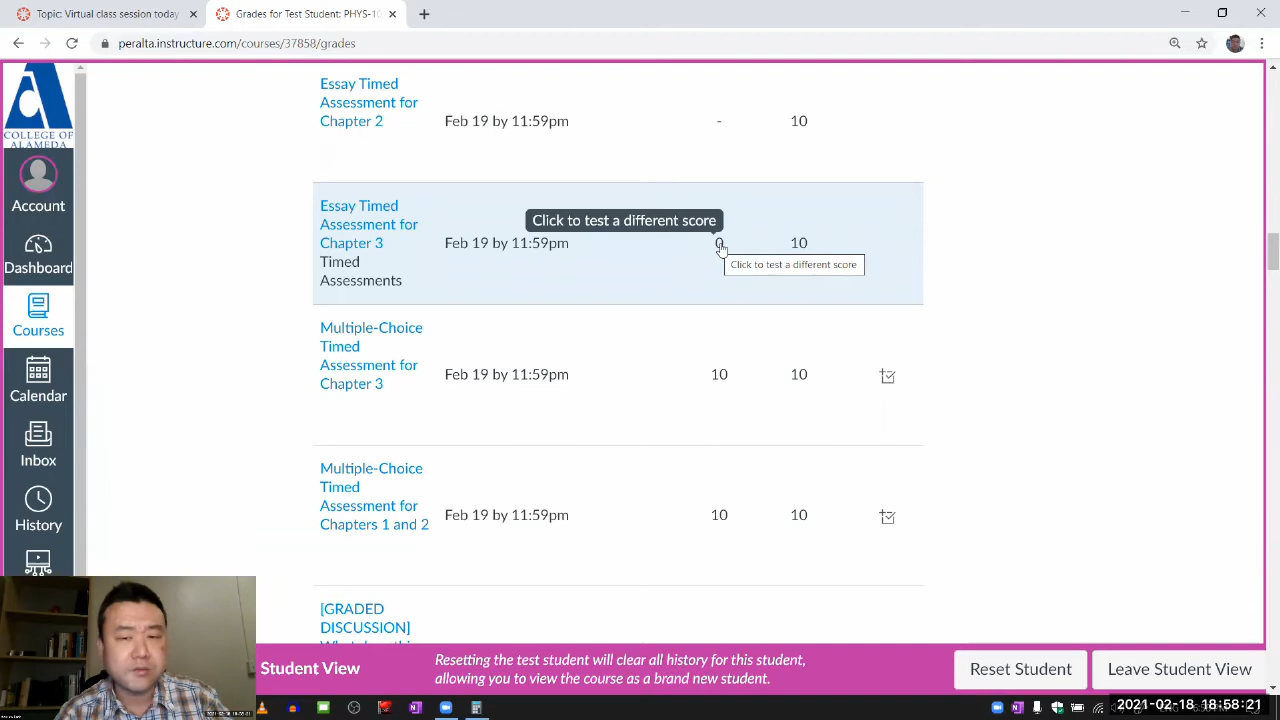 Topic: Virtual class session today
Grades for Test Student: PHYS-10
peralta.instructure.com/courses/37858/grades
COLLEGE OF
ALAMEDA
Account
Dashboard
Courses
Calendar
Inbox
History
Essay Timed
Assessment for
Chapter 2
Feb 19 by 11:59pm
-
10
Essay Timed
Assessment for
Chapter 3
Timed
Assessments
Feb 19 by 11:59pm
Click to test a different score
0
10
Click to test a different score
Multiple-Choice
Timed
Assessment for
Chapter 3
Feb 19 by 11:59pm
10
10
Multiple-Choice
Timed
Assessment for
Chapters 1 and 2
Feb 19 by 11:59pm
10
10
[GRADED
DISCUSSION]
Student View
Resetting the test student will clear all history for this student,
allowing you to view the course as a brand new student.
Reset Student
Leave Student View
2021-02-18 18:58:21